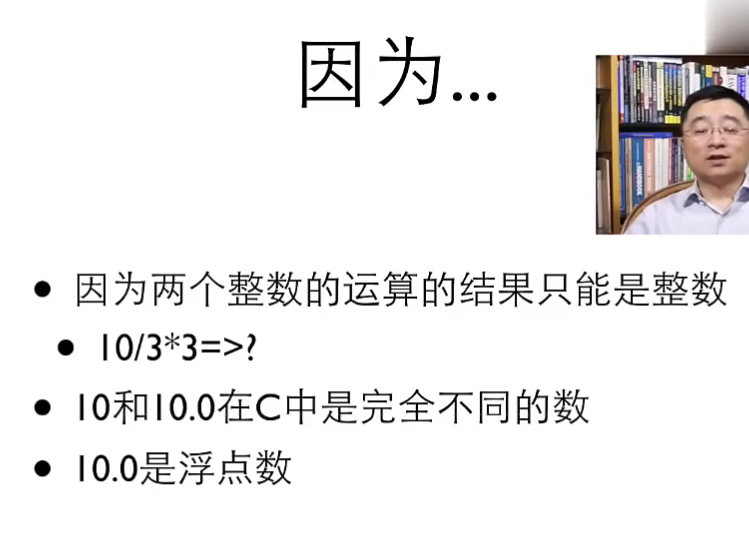 因为...
因为两个整数的运算的结果只能是整数
10/3*3=>?
10和10.0在C中是完全不同的数
10.0是浮点数